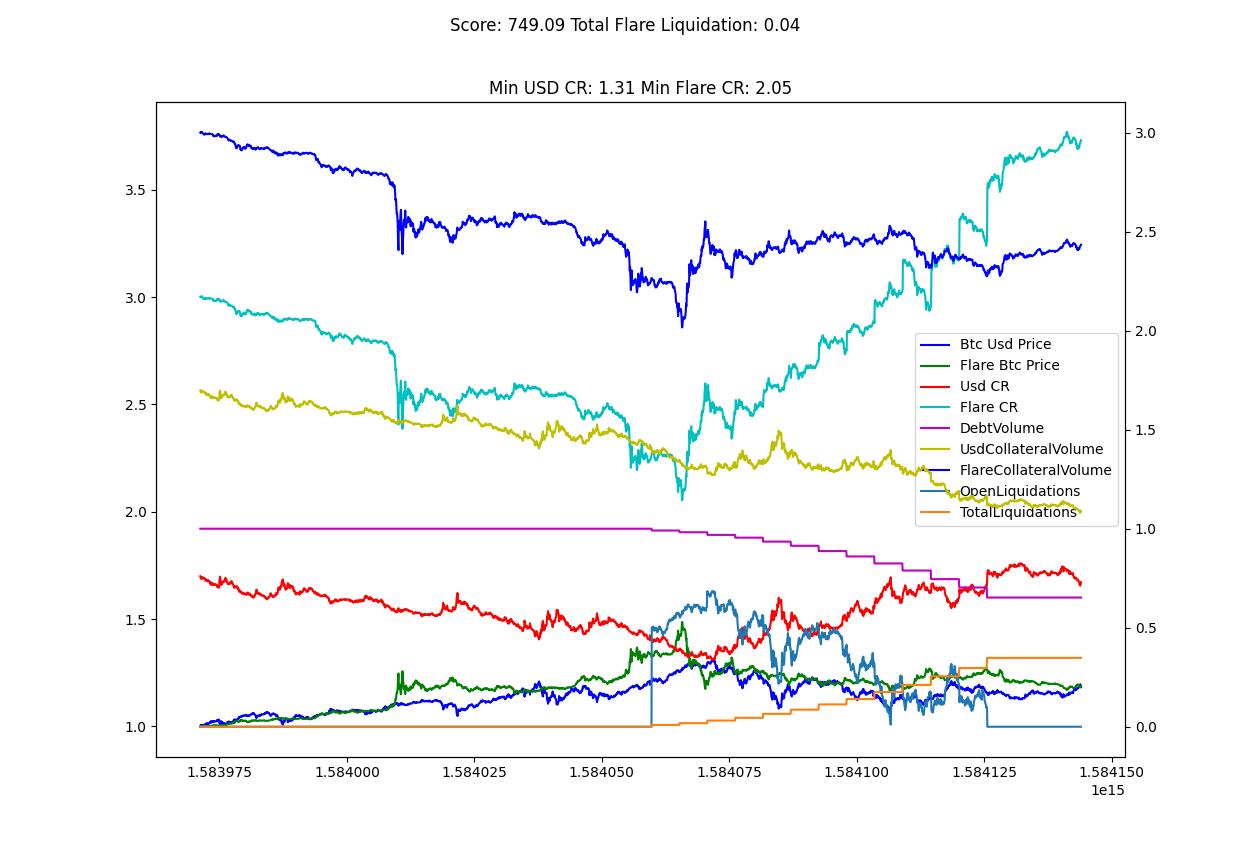 Score: 749.09 Total Flare Liquidation: 0.04
Min USD CR: 1.31 Min Flare CR: 2.05
3.5
3.0
2.5
2.0
1.5
1.0
3.0
2.5
2.0
1.5
1.0
0.5
0.0
Btc Usd Price
Flare Btc Price
Usd CR
Flare CR
DebtVolume
UsdCollateralVolume
FlareCollateralVolume
OpenLiquidations
TotalLiquidations
1.583975 1.584000 1.584025 1.584050 1.584075 1.584100 1.584125 1.584150
1e15